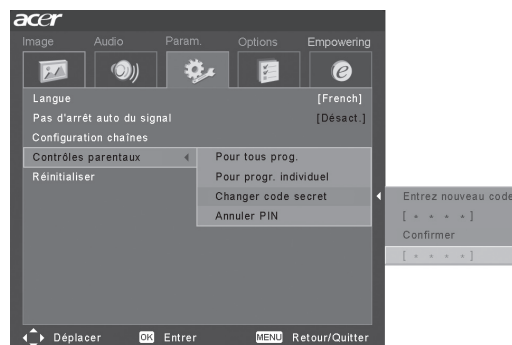 acer
Image Audio Param. Options Empowering
Langue [French]
Pas d'arrêt auto du signal [Désact.]
Configuration chaînes
Contrôles parentaux
Réinitialiser
Pour tous prog.
Pour progr. individuel
Changer code secret
Annuler PIN
Entrez nouveau code
[ * * * * ]
Confirmer
[ * * * * ]
Déplacer OK Entrer MENU Retour/Quitter